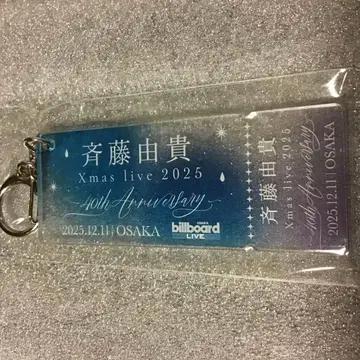 斉藤由貴
Xmas live 2025
40th Anniversary
2025.12.11 OSAKA
OSAKA
billboard
LIVE
斉藤由貴
Xmas live 2025
40th Anniversary
2025.12.11 OSAKA